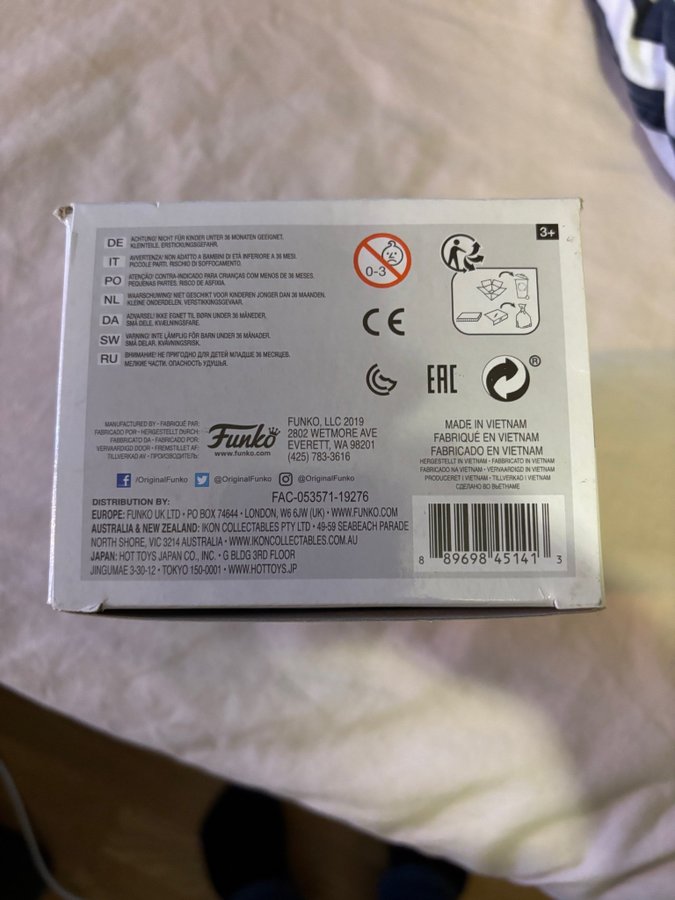 3+
DE ACHTUNG! NICHT FÜR KINDER UNTER 36 MONATEN GEEIGNET.
KLEINTEILE. ERSTICKUNGSGEFAHR.
IT AVVERTENZA! NON ADATTO A BAMBINI DI ETÀ INFERIORE A 36 MESI.
PICCOLE PARTI. RISCHIO DI SOFFOCAMENTO.
PO ATENÇÃO! CONTRA-INDICADO PARA CRIANÇAS COM MENOS DE 36 MESES.
PEQUENAS PARTES. RISCO DE ASFIXIA.
NL WAARSCHUWING! NIET GESCHIKT VOOR KINDEREN JONGER DAN 36 MAANDEN.
KLEINE ONDERDELEN. VERSTIKKINGSGEVAAR.
DA ADVARSEL! IKKE EGNET TIL BØRN UNDER 36 MÅNEDER.
SMÅ DELE. KVÆLNINGSFARE.
SW VARNING! INTE LÄMPLIG FÖR BARN UNDER 36 MÅNADER.
SMÅ DELAR. KVÄVNINGSRISK.
RU ВНИМАНИЕ! НЕ ПРИГОДНО ДЛЯ ДЕТЕЙ МЛАДШЕ 36 МЕСЯЦЕВ.
МЕЛКИЕ ЧАСТИ. ОПАСНОСТЬ УДУШЬЯ.
0-3
CE
EAC
®
MANUFACTURED BY • FABRIQUÉ PAR:
FABRICADO POR • HERGESTELLT DURCH:
FABBRICATO DA • FABRICADO POR:
VERVAARDIGD DOOR • FREMSTILLET AF:
TILLVERKAD AV • ПРОИЗВОДИТЕЛЬ:
Funko
www.funko.com
FUNKO, LLC 2019
2802 WETMORE AVE
EVERETT, WA 98201
(425) 783-3616
MADE IN VIETNAM
FABRIQUÉ EN VIETNAM
FABRICADO EN VIETNAM
HERGESTELLT IN VIETNAM • FABBRICATO IN VIETNAM
FABRICADO NA VIETNAM • VERVAARDIGD IN VIETNAM
PRODUCERET I VIETNAM • TILLVERKAD I VIETNAM
СДЕЛАНО ВО ВЬЕТНАМЕ
/OriginalFunko @OriginalFunko @OriginalFunko
FAC-053571-19276
DISTRIBUTION BY:
EUROPE: FUNKO UK LTD • PO BOX 74644 • LONDON, W6 6JW (UK) • WWW.FUNKO.COM
AUSTRALIA & NEW ZEALAND: IKON COLLECTABLES PTY LTD • 49-59 SEABEACH PARADE
NORTH SHORE, VIC 3214 AUSTRALIA • WWW.IKONCOLLECTABLES.COM.AU
JAPAN: HOT TOYS JAPAN CO., INC. • G BLDG 3RD FLOOR
JINGUMAE 3-30-12 • TOKYO 150-0001 • WWW.HOTTOYS.JP
8 89698 45141 3